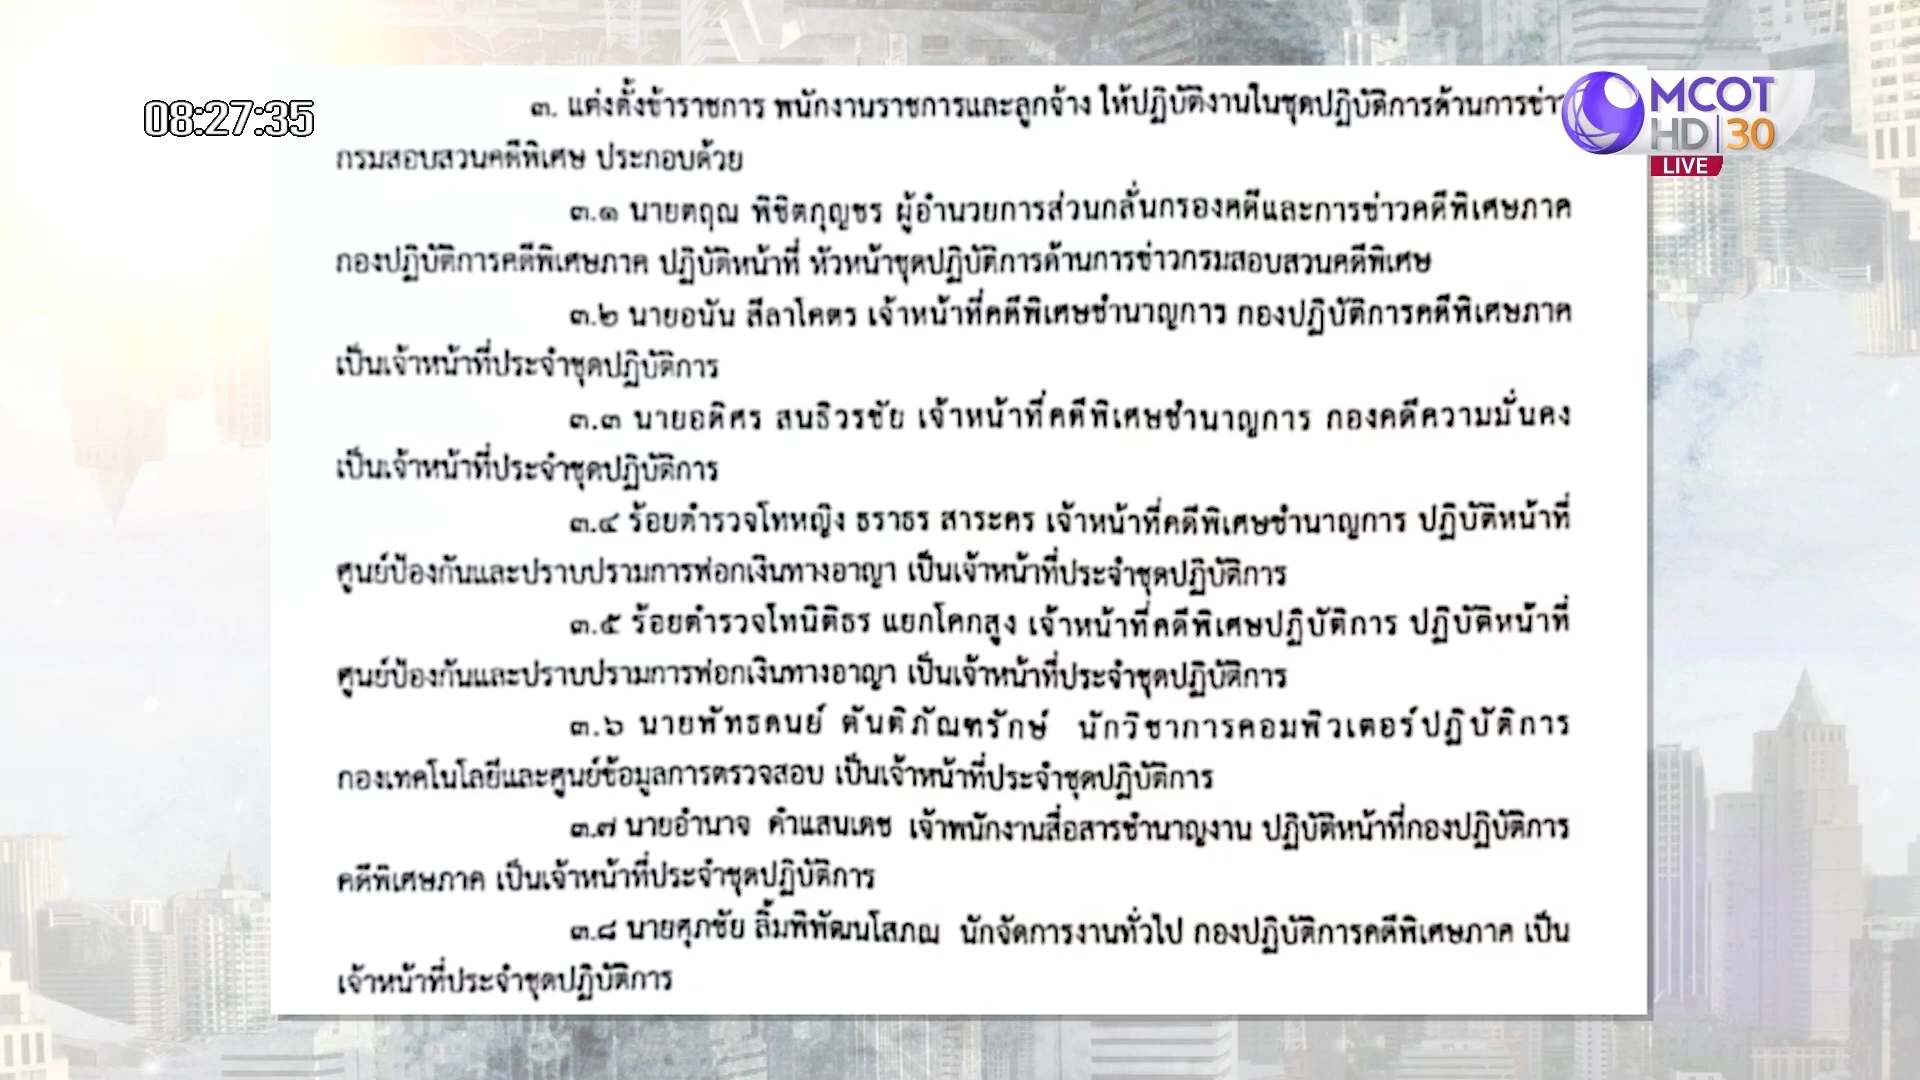 08:27:35
MCOT
HD 30
LIVE
๓. แต่งตั้งข้าราชการ พนักงานราชการและลูกจ้าง ให้ปฏิบัติงานในชุดปฏิบัติการด้านการข่าว
กรมสอบสวนคดีพิเศษ ประกอบด้วย
๓.๑ นายตฤณ พิชิตกุญชร ผู้อำนวยการส่วนกลั่นกรองคดีและการข่าวคดีพิเศษภาค
กองปฏิบัติการคดีพิเศษภาค ปฏิบัติหน้าที่ หัวหน้าชุดปฏิบัติการด้านการข่าวกรมสอบสวนคดีพิเศษ
๓.๒ นายอนัน สีลาโคตร เจ้าหน้าที่คดีพิเศษชำนาญการ กองปฏิบัติการคดีพิเศษภาค
เป็นเจ้าหน้าที่ประจำชุดปฏิบัติการ
๓.๓ นายอดิศร สนธิวรชัย เจ้าหน้าที่คดีพิเศษชำนาญการ กองคดีความมั่นคง
เป็นเจ้าหน้าที่ประจำชุดปฏิบัติการ
๓.๔ ร้อยตำรวจโทหญิง ธราธร สาระคร เจ้าหน้าที่คดีพิเศษชำนาญการ ปฏิบัติหน้าที่
ศูนย์ป้องกันและปราบปรามการฟอกเงินทางอาญา เป็นเจ้าหน้าที่ประจำชุดปฏิบัติการ
๓.๕ ร้อยตำรวจโทนิติธร แยกโคกสูง เจ้าหน้าที่คดีพิเศษปฏิบัติการ ปฏิบัติหน้าที่
ศูนย์ป้องกันและปราบปรามการฟอกเงินทางอาญา เป็นเจ้าหน้าที่ประจำชุดปฏิบัติการ
๓.๖ นายพัทธดนย์ ตันติภัณฑรักษ์ นักวิชาการคอมพิวเตอร์ปฏิบัติการ
กองเทคโนโลยีและศูนย์ข้อมูลการตรวจสอบ เป็นเจ้าหน้าที่ประจำชุดปฏิบัติการ
๓.๗ นายอำนาจ คำแสนเดช เจ้าพนักงานสื่อสารชำนาญงาน ปฏิบัติหน้าที่กองปฏิบัติการ
คดีพิเศษภาค เป็นเจ้าหน้าที่ประจำชุดปฏิบัติการ
๓.๘ นายศุภชัย ลิ้มพิพัฒนโสภณ นักจัดการงานทั่วไป กองปฏิบัติการคดีพิเศษภาค เป็น
เจ้าหน้าที่ประจำชุดปฏิบัติการ